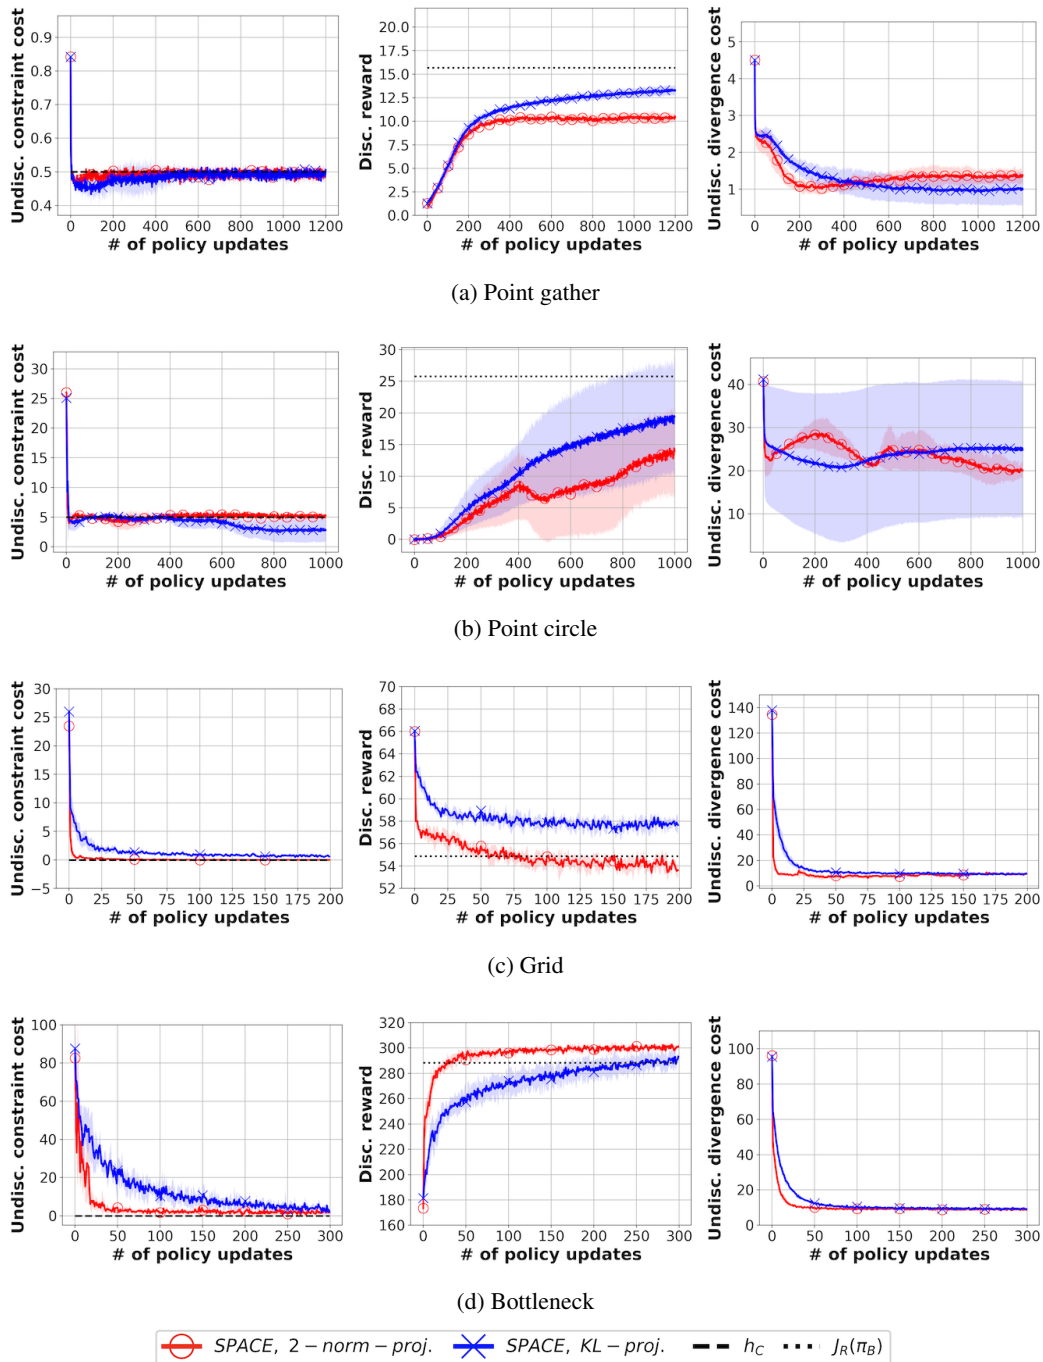 Undisc. constraint cost
0.9
0.8
0.7
0.6
0.5
0.4
0 200 400 600 800 1000 1200
# of policy updates
Disc. reward
22.5
20.0
17.5
15.0
12.5
10.0
7.5
5.0
2.5
0.0
0 200 400 600 800 1000 1200
# of policy updates
Undisc. divergence cost
5
4
3
2
1
0 200 400 600 800 1000 1200
# of policy updates
(a) Point gather
Undisc. constraint cost
30
25
20
15
10
5
0
0 200 400 600 800 1000
# of policy updates
Disc. reward
30
25
20
15
10
5
0
0 200 400 600 800 1000
# of policy updates
Undisc. divergence cost
40
30
20
10
0 200 400 600 800 1000
# of policy updates
(b) Point circle
Undisc. constraint cost
30
25
20
15
10
5
0
−5
0 25 50 75 100 125 150 175 200
# of policy updates
Disc. reward
70
68
66
64
62
60
58
56
54
52
0 25 50 75 100 125 150 175 200
# of policy updates
Undisc. divergence cost
140
120
100
80
60
40
20
0
0 25 50 75 100 125 150 175 200
# of policy updates
(c) Grid
Undisc. constraint cost
100
80
60
40
20
0
0 50 100 150 200 250 300
# of policy updates
Disc. reward
320
300
280
260
240
220
200
180
160
0 50 100 150 200 250 300
# of policy updates
Undisc. divergence cost
100
80
60
40
20
0
0 50 100 150 200 250 300
# of policy updates
(d) Bottleneck
SPACE, 2 − norm − proj. SPACE, KL − proj. h_C J_R(π_B)